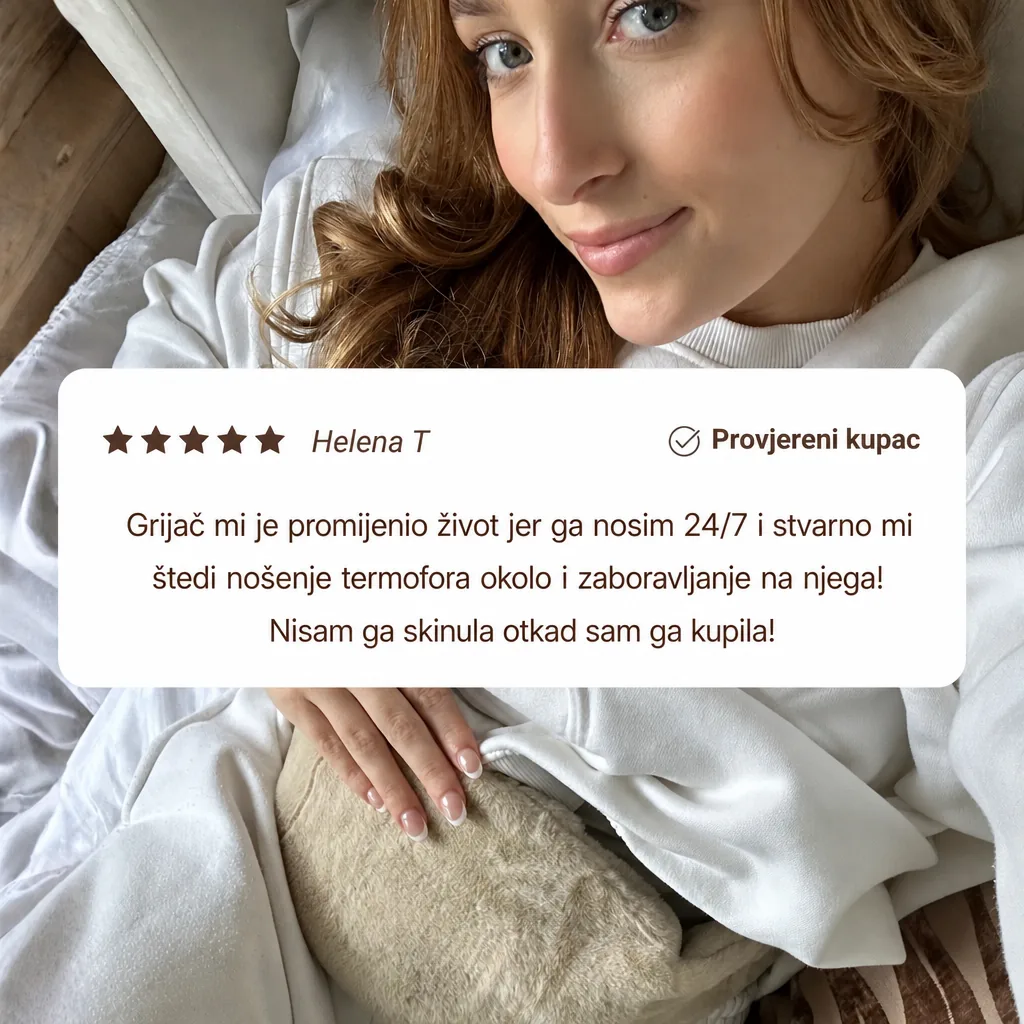 Helena T
Provjereni kupac
Grijač mi je promijenio život jer ga nosim 24/7 i stvarno mi
štedi nošenje termofora okolo i zaboravljanje na njega!
Nisam ga skinula otkad sam ga kupila!